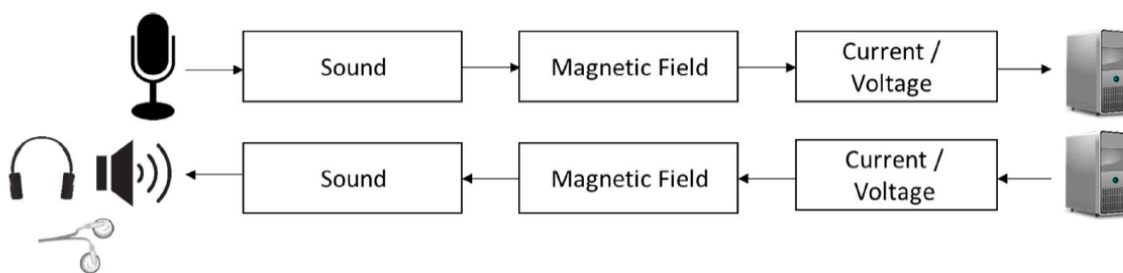 Sound
Magnetic Field
Current /
Voltage
Sound
Magnetic Field
Current /
Voltage